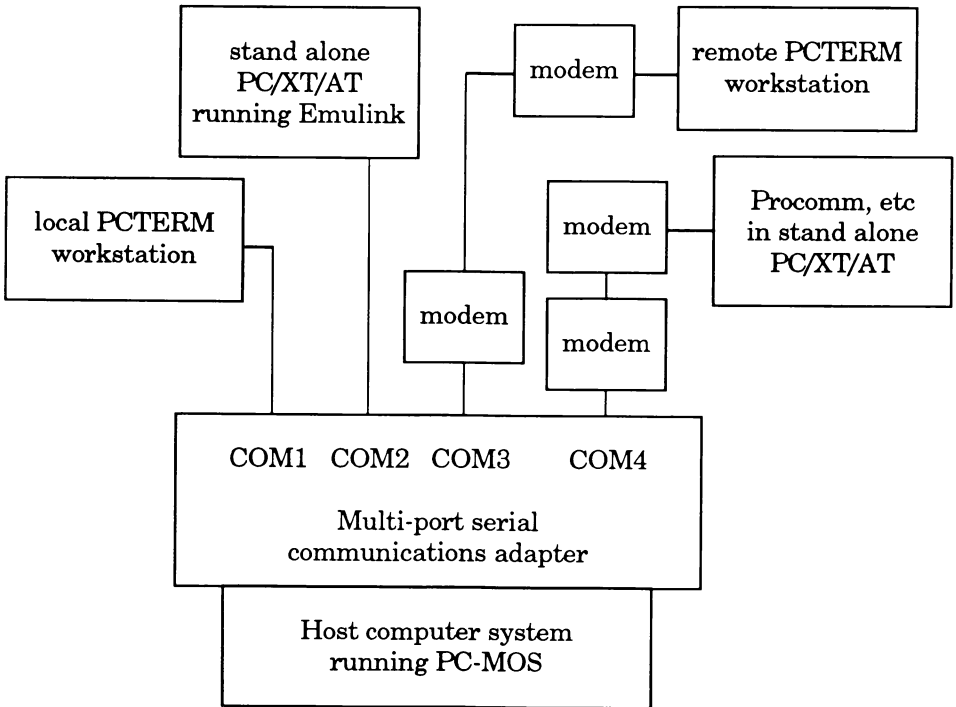 stand alone
PC/XT/AT
running Emulink
modem
remote PCTERM
workstation
local PCTERM
workstation
modem
Procomm, etc
in stand alone
PC/XT/AT
modem
modem
COM1 COM2 COM3 COM4
Multi-port serial
communications adapter
Host computer system
running PC-MOS